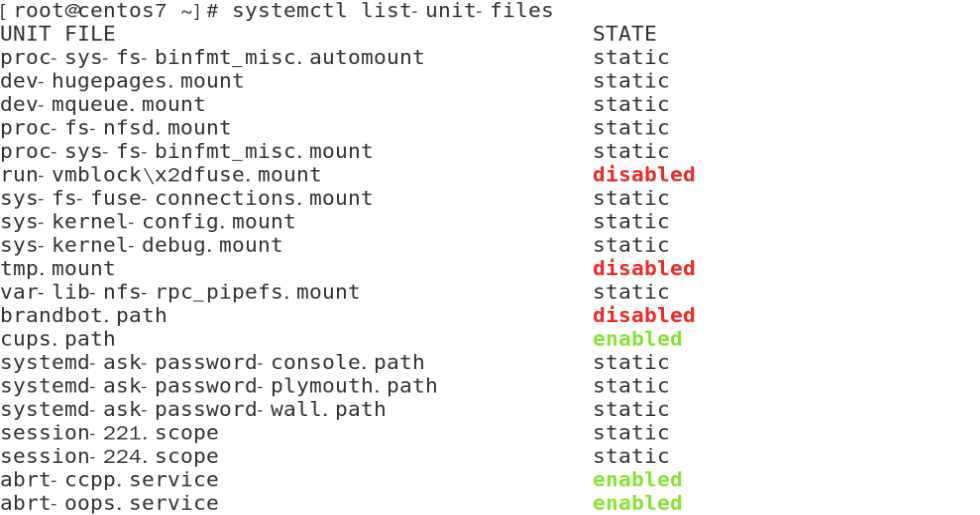 [root@centos7 ~]# systemctl list-unit-files
UNIT FILE STATE
proc-sys-fs-binfmt_misc.automount static
dev-hugepages.mount static
dev-mqueue.mount static
proc-fs-nfsd.mount static
proc-sys-fs-binfmt_misc.mount static
run-vmblock\x2dfuse.mount disabled
sys-fs-fuse-connections.mount static
sys-kernel-config.mount static
sys-kernel-debug.mount static
tmp.mount disabled
var-lib-nfs-rpc_pipefs.mount static
brandbot.path disabled
cups.path enabled
systemd-ask-password-console.path static
systemd-ask-password-plymouth.path static
systemd-ask-password-wall.path static
session-221.scope static
session-224.scope static
abrt-ccpp.service enabled
abrt-oops.service enabled